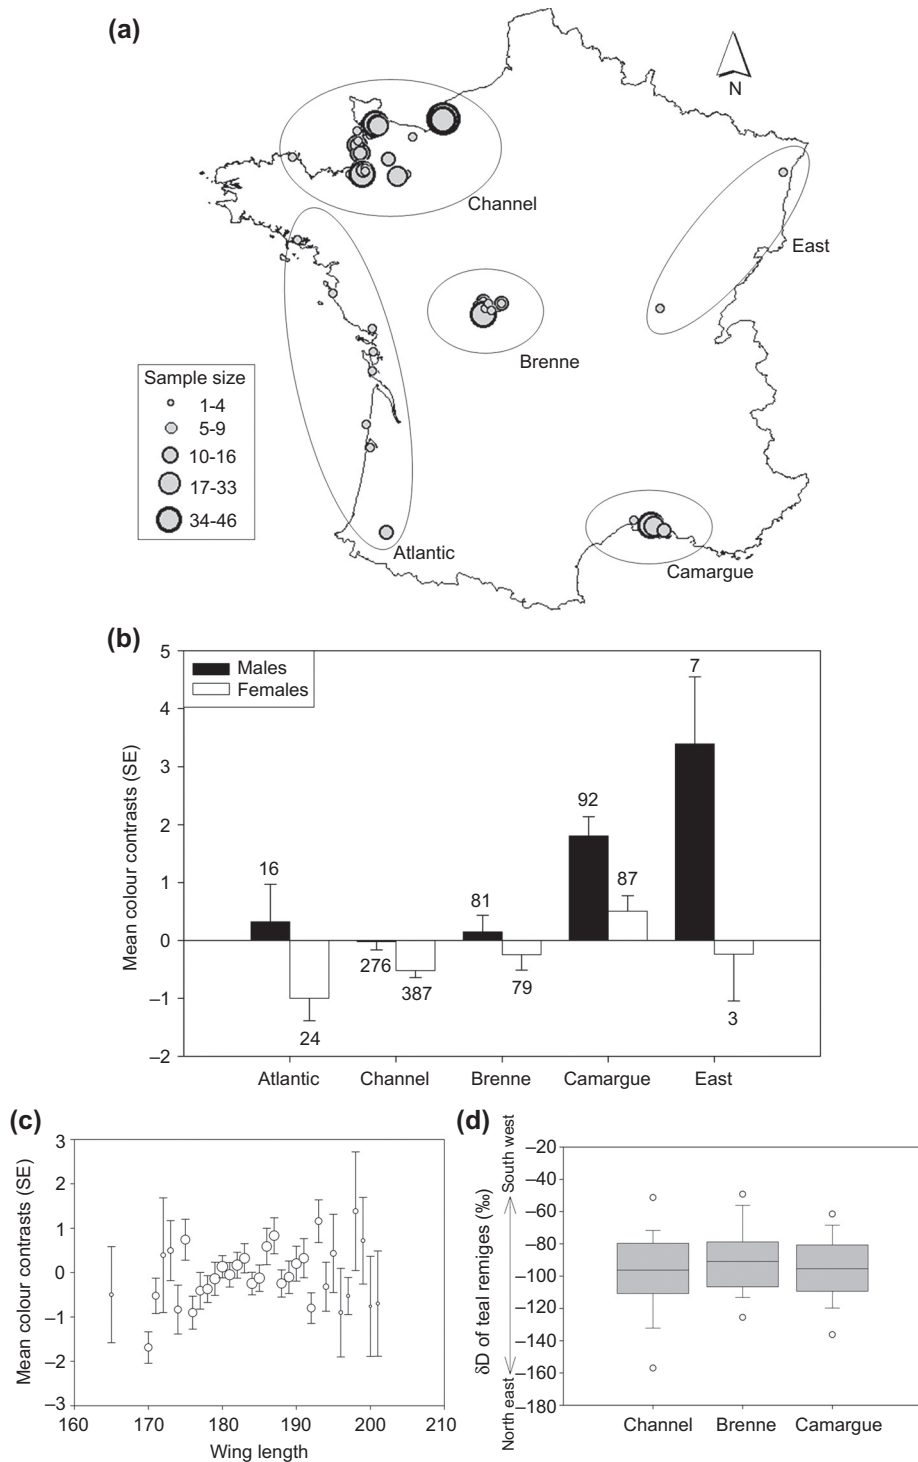 (a)
N
Channel
East
Brenne
Sample size
1-4
5-9
10-16
17-33
34-46
Atlantic
Camargue
(b)
Mean colour contrasts (SE)
5
4
3
2
1
0
–1
–2
Males
Females
16
24
276
387
81
79
92
87
7
3
Atlantic Channel Brenne Camargue East
(c)
Mean colour contrasts (SE)
3
2
1
0
–1
–2
–3
160 170 180 190 200 210
Wing length
(d)
δD of teal remiges (‰)
South west
North east
–20
–40
–60
–80
–100
–120
–140
–160
–180
Channel Brenne Camargue